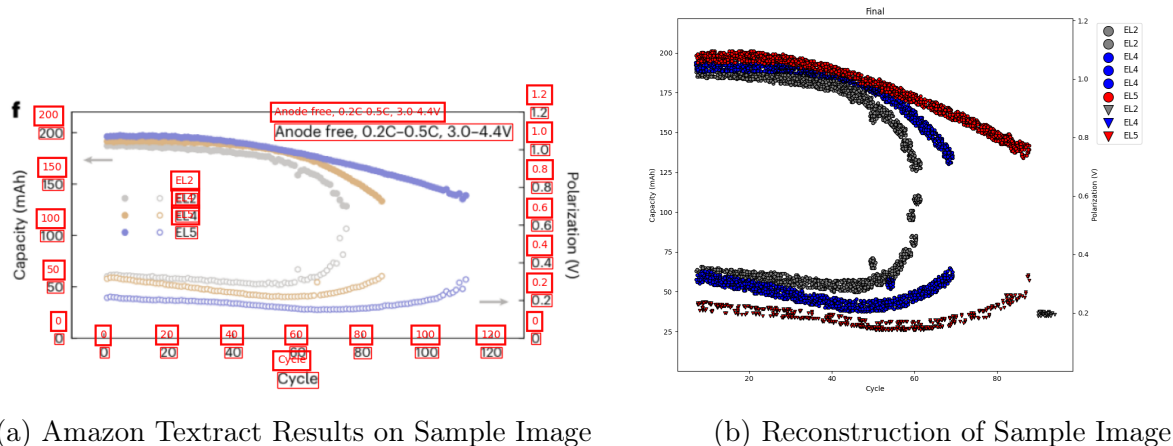 f
1.2
200
Anode free, 0.2C-0.5C, 3.0-4.4V
1.2
200
Anode free, 0.2C–0.5C, 3.0–4.4V
1.0
1.0
150
0.8
150
EL2
0.8
EL4
100
0.6
EL5
100
0.6
0.4
50
0.4
50
0.2
0.2
0
0
0
0
0 20 40 60 80 100 120
0 20 40 60 80 100 120
Cycle
Cycle
Capacity (mAh)
Polarization (V)
(a) Amazon Textract Results on Sample Image
Final
200
175
150
125
100
75
50
25
1.2
1.0
0.8
0.6
0.4
0.2
20 40 60 80
Cycle
Capacity (mAh)
Polarization (V)
EL2
EL2
EL4
EL4
EL4
EL5
EL2
EL4
EL5
(b) Reconstruction of Sample Image